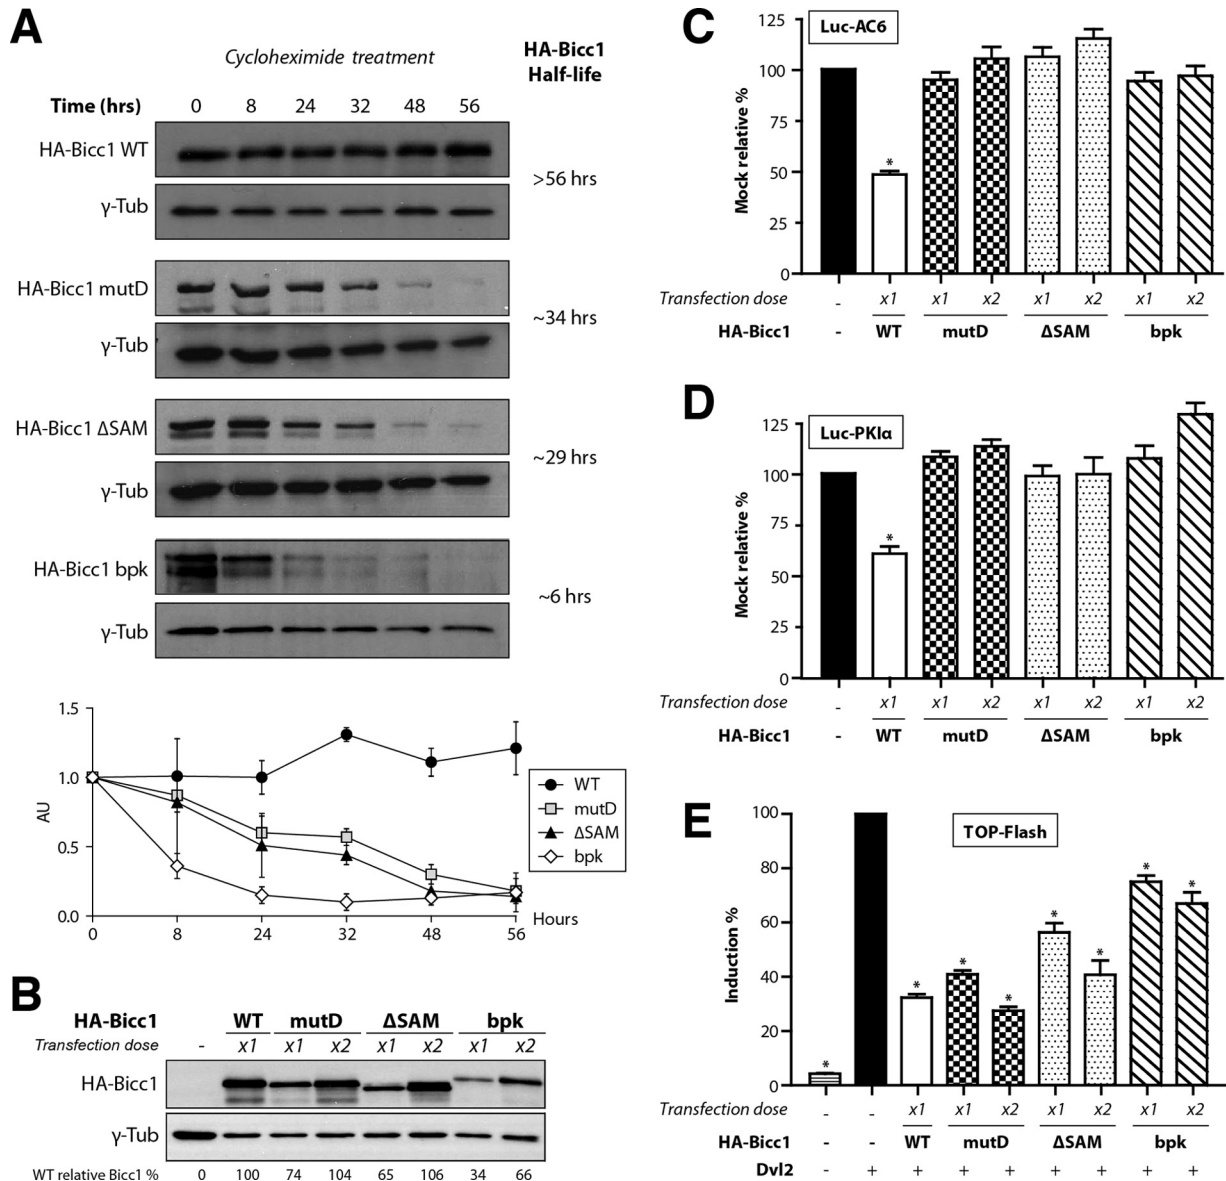 A
Cycloheximide treatment
HA-Bicc1
Half-life
Time (hrs) 0 8 24 32 48 56
HA-Bicc1 WT
γ-Tub
>56 hrs
HA-Bicc1 mutD
γ-Tub
~34 hrs
HA-Bicc1 ΔSAM
γ-Tub
~29 hrs
HA-Bicc1 bpk
γ-Tub
~6 hrs
1.5
1.0
0.5
0.0
AU
0 8 24 32 48 56
Hours
WT
mutD
ΔSAM
bpk
B
HA-Bicc1 WT mutD ΔSAM bpk
Transfection dose - x1 x1 x2 x1 x2 x1 x2
HA-Bicc1
γ-Tub
WT relative Bicc1 % 0 100 74 104 65 106 34 66
C
Luc-AC6
Mock relative %
125
100
75
50
25
0
*
Transfection dose - x1 x1 x2 x1 x2 x1 x2
HA-Bicc1 - WT mutD ΔSAM bpk
D
Luc-PKIα
Mock relative %
125
100
75
50
25
0
*
Transfection dose - x1 x1 x2 x1 x2 x1 x2
HA-Bicc1 - WT mutD ΔSAM bpk
E
TOP-Flash
Induction %
100
80
60
40
20
0
* * * * * * * *
Transfection dose - - x1 x1 x2 x1 x2 x1 x2
HA-Bicc1 - - WT mutD ΔSAM bpk
Dvl2 - + + + + + + + +